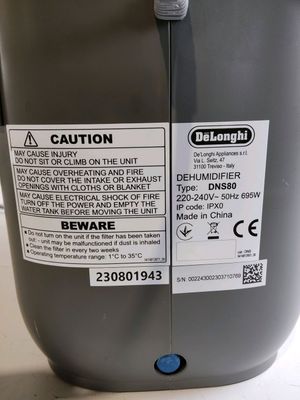 CAUTION
MAY CAUSE INJURY
DO NOT SIT OR CLIMB ON THE UNIT
MAY CAUSE OVERHEATING AND FIRE
DO NOT COVER THE INTAKE OR EXHAUST
OPENINGS WITH CLOTHS OR BLANKET
MAY CAUSE ELECTRICAL SHOCK OF FIRE
TURN OFF THE POWER AND EMPTY THE
WATER TANK BEFORE MOVING THE UNIT
BEWARE
Do not turn on the unit if the filter has been taken
out: - unit may be malfunctioned if dust is inhaled
Clean the filter in every two weeks
Operating temperature range: 1°C to 35°C
230801943
DeLonghi
De'Longhi Appliances s.r.l.
Via L. Seitz, 47
31100 Treviso - Italy
DEHUMIDIFIER
Type: DNS80
220-240V~ 50Hz 695W
IP code: IPX0
Made in China